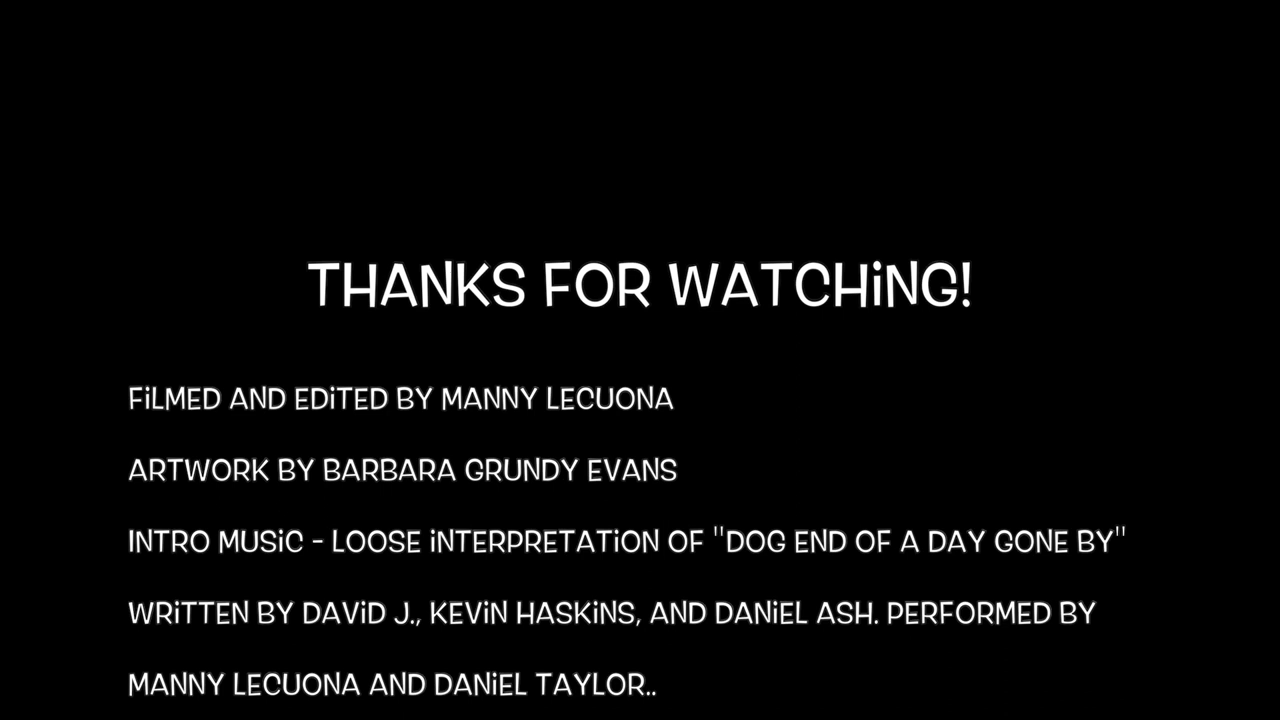 THANKS FOR WATCHiNG!
FiLMED AND EDiTED BY MANNY LECUONA
ARTWORK BY BARBARA GRUNDY EVANS
INTRO MUSiC - LOOSE iNTERPRETATiON OF "DOG END OF A DAY GONE BY"
WRiTTEN BY DAViD J., KEViN HASKiNS, AND DANiEL ASH. PERFORMED BY
MANNY LECUONA AND DANiEL TAYLOR..